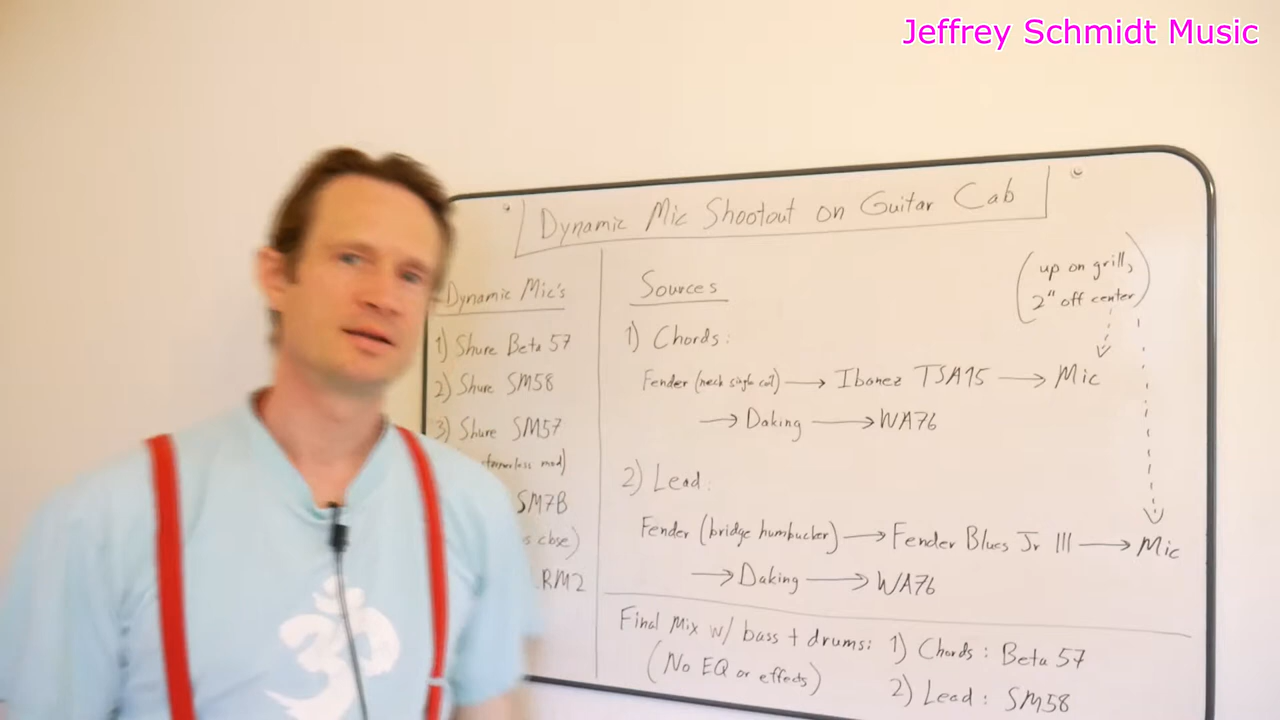 Jeffrey Schmidt Music
Dynamic Mic Shootout on Guitar Cab
Dynamic Mic's
1) Shure Beta 57
2) Shure SM58
3) Shure SM57
mod)
SM7B
close)
RM2
Sources
(up on grill,
2" off center)
1) Chords:
Fender (neck single coil) → Ibanez TSA15 → Mic
→ Daking → WA76
2) Lead:
Fender (bridge humbucker) → Fender Blues Jr III → Mic
→ Daking → WA76
Final Mix w/ bass + drums:
(No EQ or effects)
1) Chords: Beta 57
2) Lead: SM58